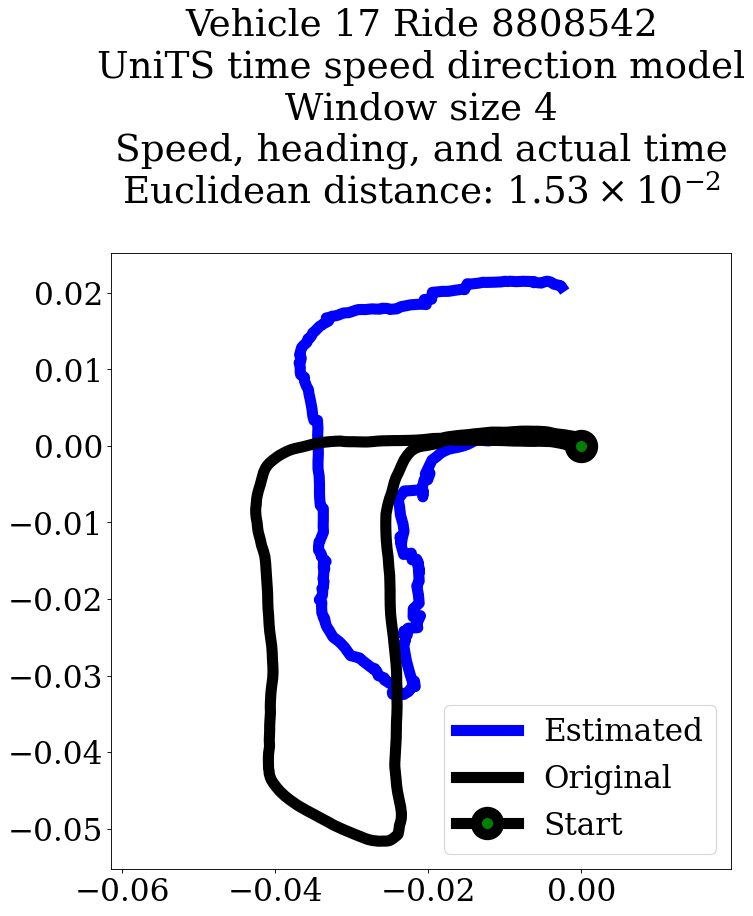 Vehicle 17 Ride 8808542
UniTS time speed direction model
Window size 4
Speed, heading, and actual time
Euclidean distance: 1.53 × 10⁻²
0.02
0.01
0.00
−0.01
−0.02
−0.03
−0.04
−0.05
Estimated
Original
Start
−0.06 −0.04 −0.02 0.00